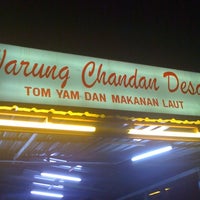 Warung Chandan Desa
TOM YAM DAN MAKANAN LAUT